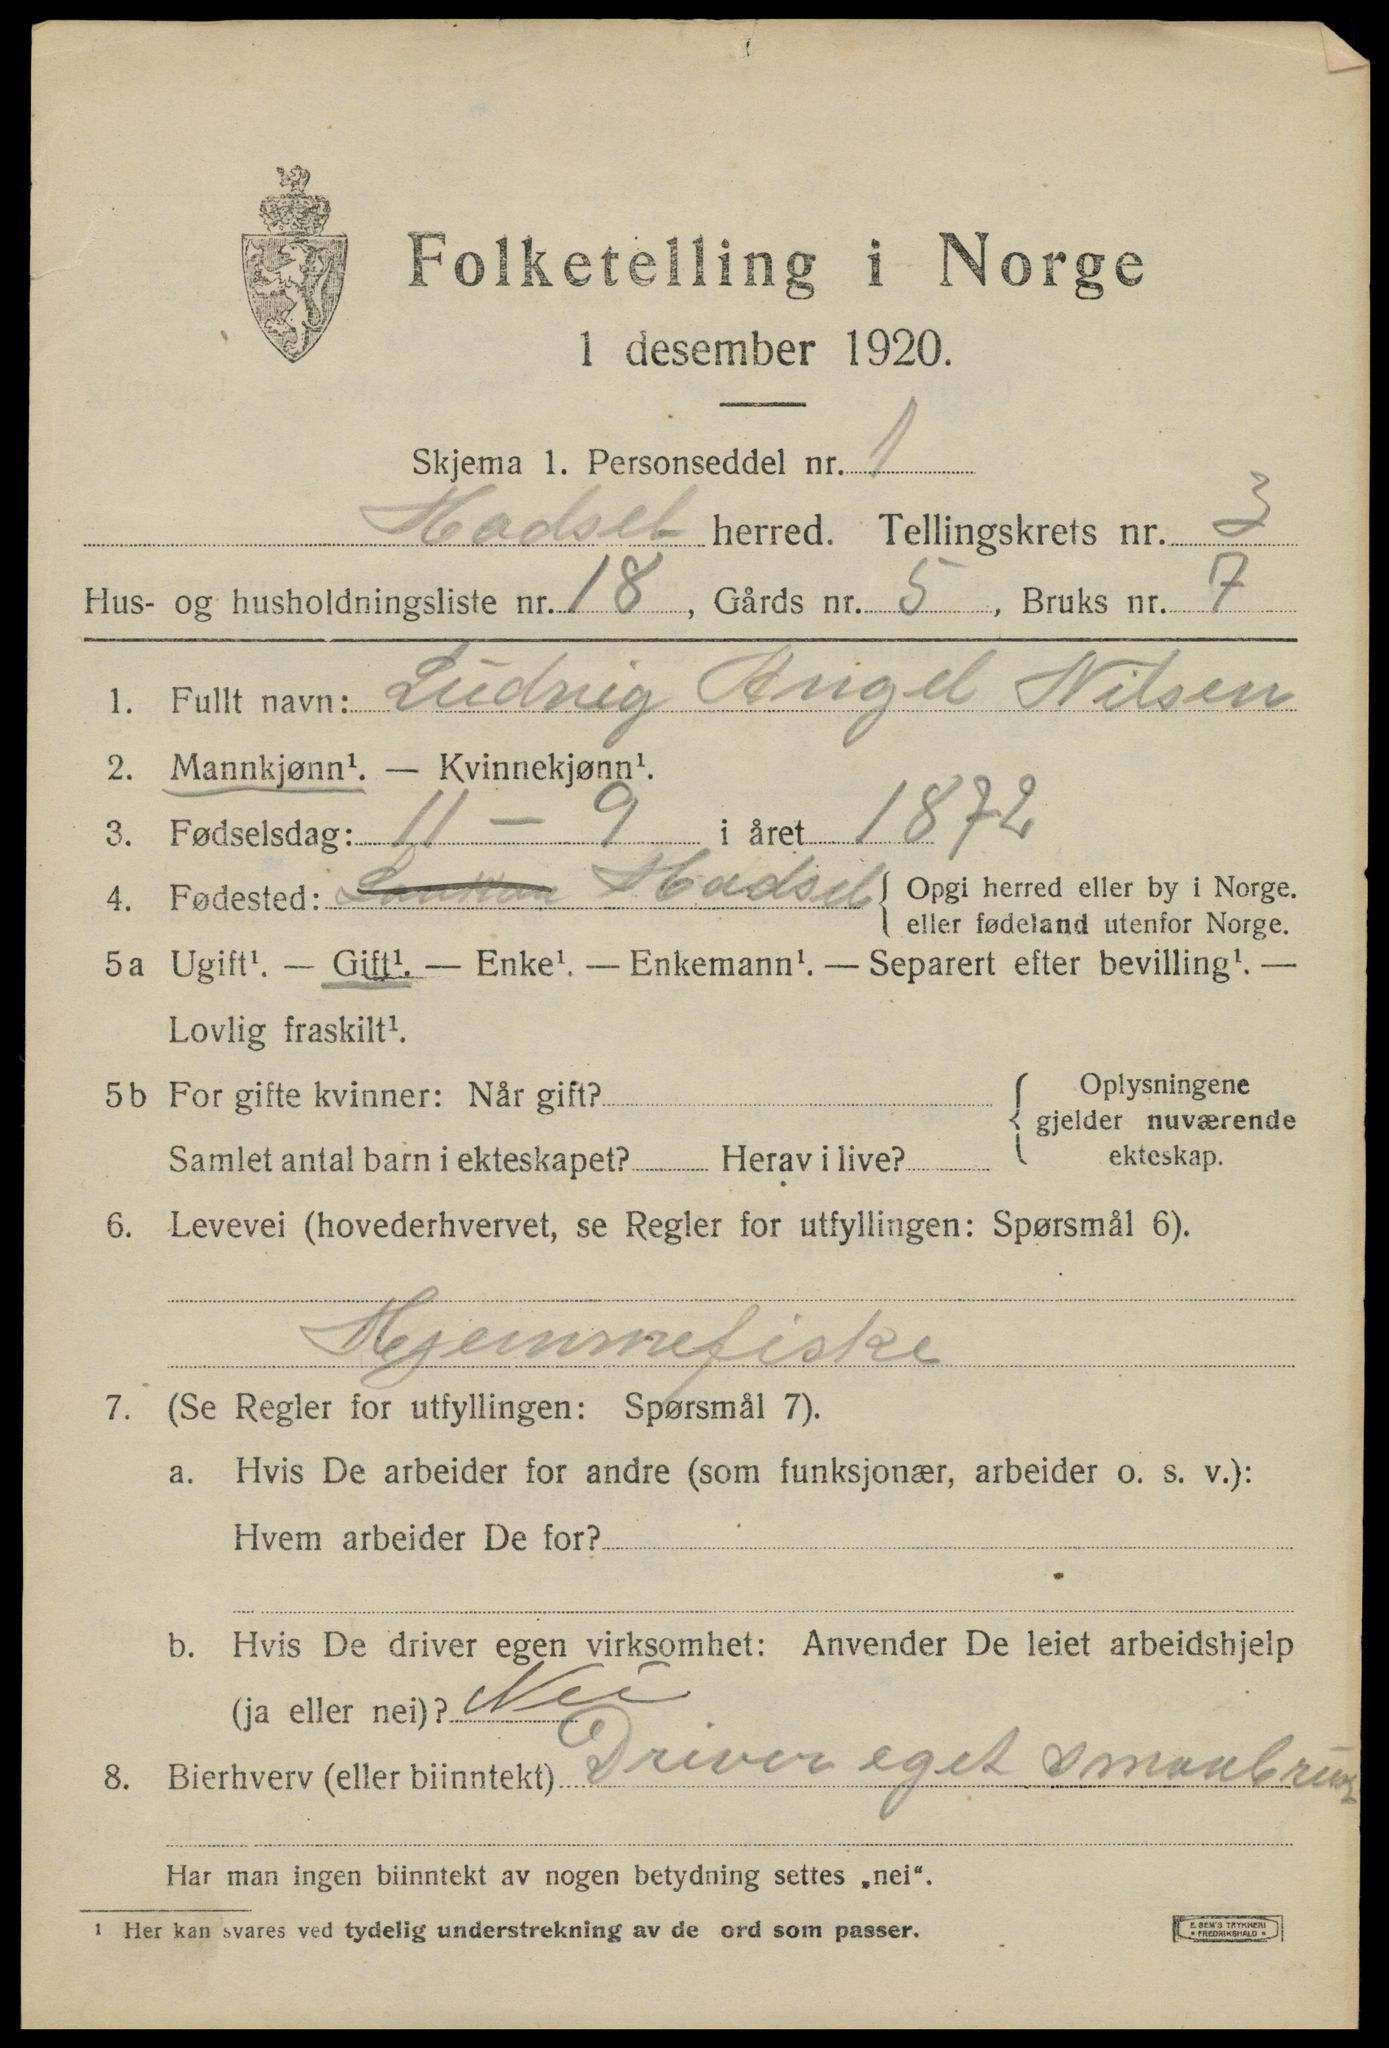 Folketelling i Norge
1 desember 1920.
Skjema 1. Personseddel nr. 1
Hadsel herred. Tellingskrets nr. 3
Hus- og husholdningsliste nr. 18, Gårds nr. 5, Bruks nr. 7
1. Fullt navn: Ludvig Angel Nilsen
2. Mannkjønn¹. — Kvinnekjønn¹.
3. Fødselsdag: 11 – 9 i året 1872
4. Fødested: Hadsel { Opgi herred eller by i Norge.
eller fødeland utenfor Norge.
5a Ugift¹. — Gift¹. — Enke¹. — Enkemann¹. — Separert efter bevilling¹. —
Lovlig fraskilt¹.
5b For gifte kvinner: Når gift?
Samlet antal barn i ekteskapet? Herav i live?
{ Oplysningene
gjelder nuværende
ekteskap.
6. Levevei (hovederhvervet, se Regler for utfyllingen: Spørsmål 6).
Hjemmefiske
7. (Se Regler for utfyllingen: Spørsmål 7).
a. Hvis De arbeider for andre (som funksjonær, arbeider o. s. v.):
Hvem arbeider De for?
b. Hvis De driver egen virksomhet: Anvender De leiet arbeidshjelp
(ja eller nei)? Nei
8. Bierhverv (eller biinntekt) Driver eget smaabruk
Har man ingen biinntekt av nogen betydning settes „nei“.
¹ Her kan svares ved tydelig understrekning av de ord som passer.
E. SEM'S TRYKKERI
* FREDRIKSHALD *